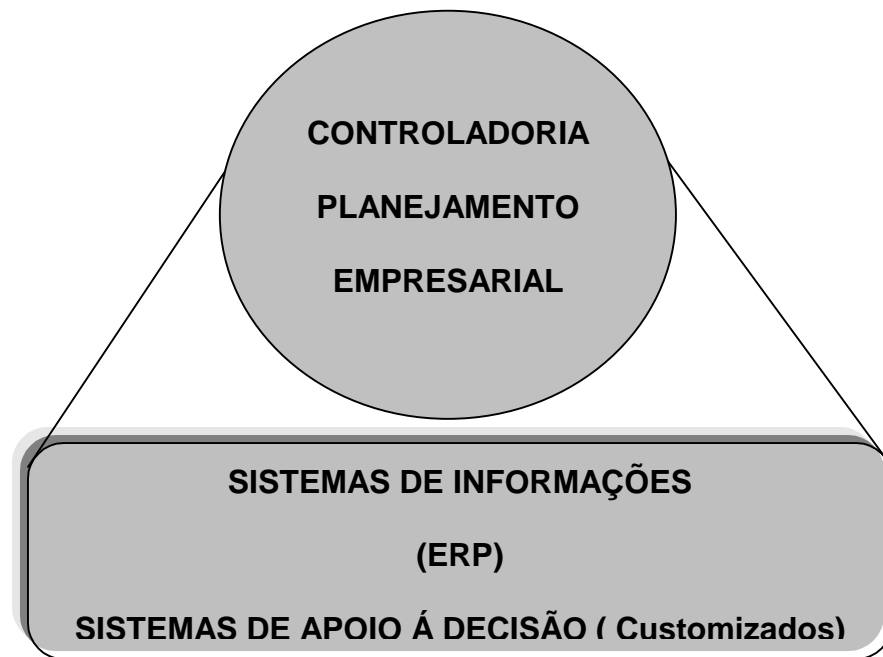 CONTROLADORIA
PLANEJAMENTO
EMPRESARIAL
SISTEMAS DE INFORMAÇÕES
(ERP)
SISTEMAS DE APOIO Á DECISÃO ( Customizados)